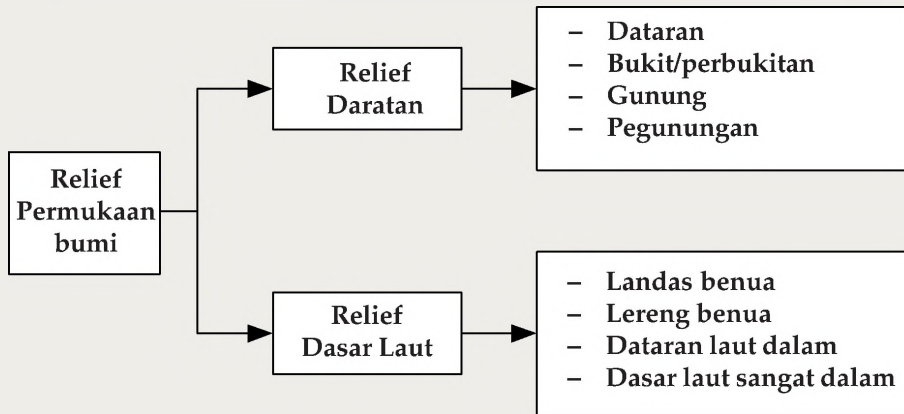 Relief
Permukaan
bumi
Relief
Daratan
– Dataran
– Bukit/perbukitan
– Gunung
– Pegunungan
Relief
Dasar Laut
– Landas benua
– Lereng benua
– Dataran laut dalam
– Dasar laut sangat dalam